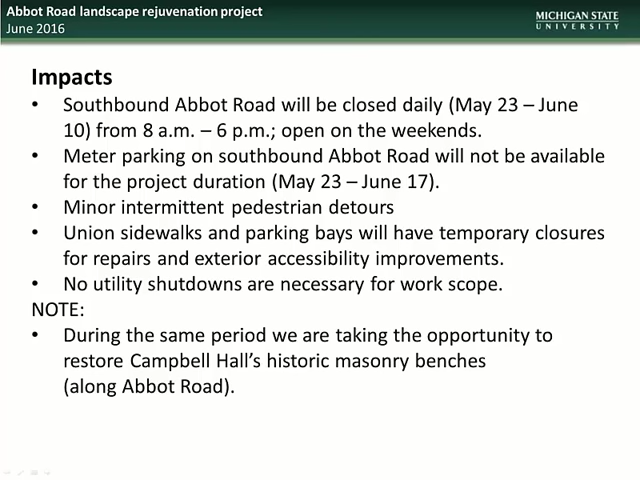 Abbot Road landscape rejuvenation project
June 2016
MICHIGAN STATE
UNIVERSITY
Impacts
• Southbound Abbot Road will be closed daily (May 23 – June
10) from 8 a.m. – 6 p.m.; open on the weekends.
• Meter parking on southbound Abbot Road will not be available
for the project duration (May 23 – June 17).
• Minor intermittent pedestrian detours
• Union sidewalks and parking bays will have temporary closures
for repairs and exterior accessibility improvements.
• No utility shutdowns are necessary for work scope.
NOTE:
• During the same period we are taking the opportunity to
restore Campbell Hall’s historic masonry benches
(along Abbot Road).